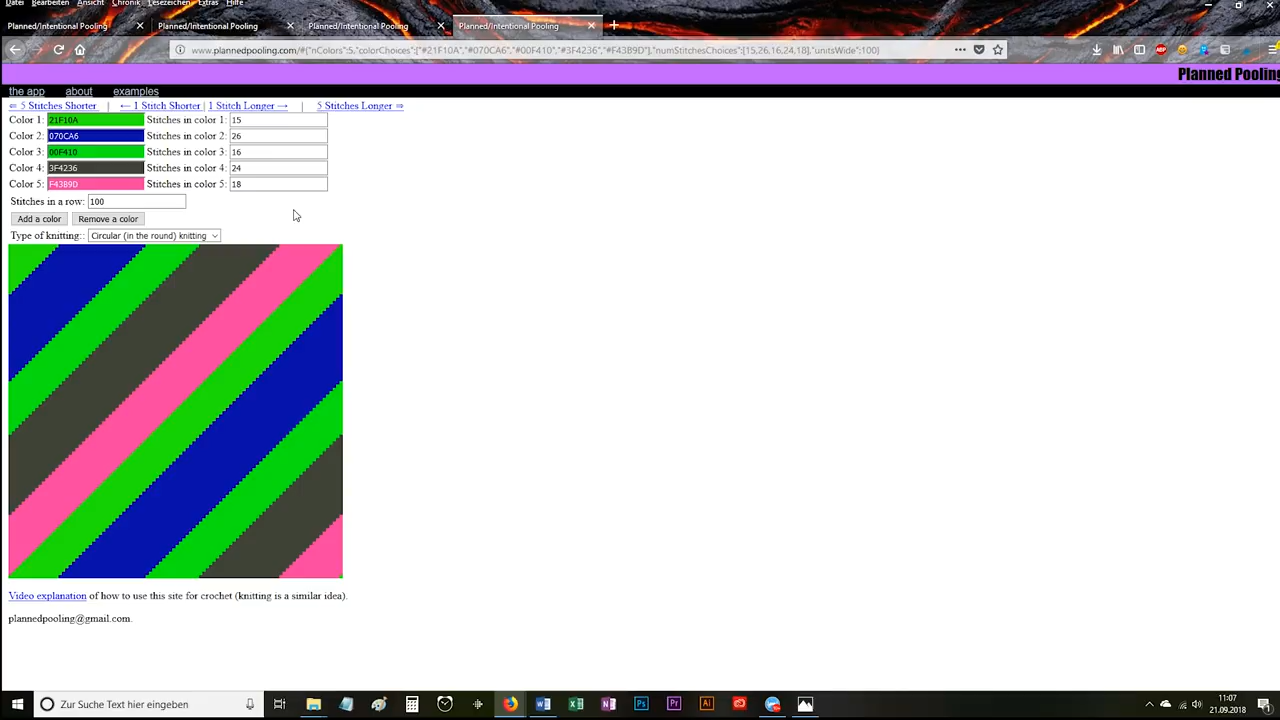 Datei Bearbeiten Ansicht Chronik Lesezeichen Extras Hilfe
Planned/Intentional Pooling Planned/Intentional Pooling Planned/Intentional Pooling Planned/Intentional Pooling
www.plannedpooling.com/#{"nColors":5,"colorChoices":["#21F10A","#070CA6","#00F410","#3F4236","#F43B9D"],"numStitchesChoices":[15,26,16,24,18],"unitsWide":100}
Planned Pooling
the app about examples
⇐ 5 Stitches Shorter | ← 1 Stitch Shorter | 1 Stitch Longer → | 5 Stitches Longer ⇒
Color 1: 21F10A Stitches in color 1: 15
Color 2: 070CA6 Stitches in color 2: 26
Color 3: 00F410 Stitches in color 3: 16
Color 4: 3F4236 Stitches in color 4: 24
Color 5: F43B9D Stitches in color 5: 18
Stitches in a row: 100
Add a color Remove a color
Type of knitting:: Circular (in the round) knitting
Video explanation of how to use this site for crochet (knitting is a similar idea).
plannedpooling@gmail.com.
Zur Suche Text hier eingeben
11:07
21.09.2018